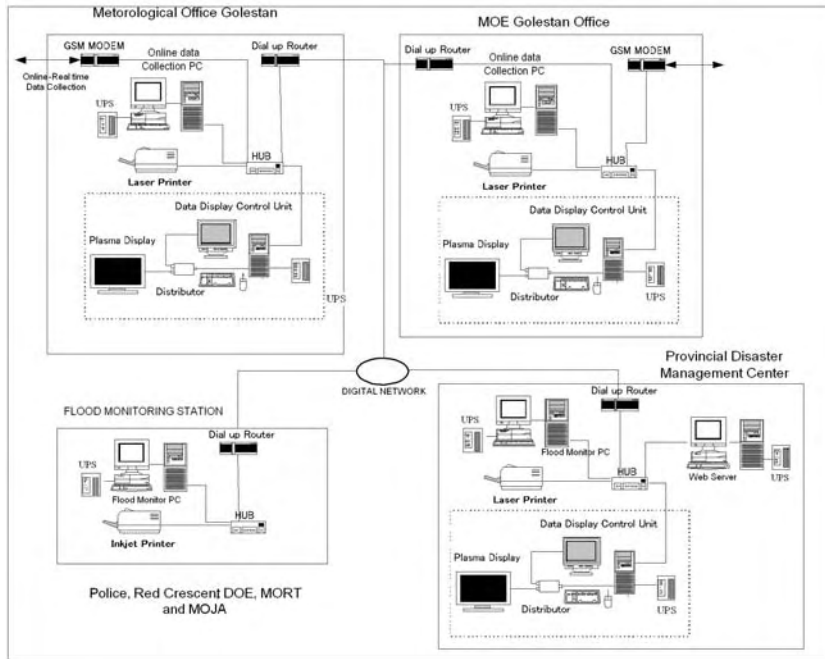 Metorological Office Golestan
GSM MODEM
Online data
Collection PC
Dial up Router
Online-Real time
Data Collection
UPS
HUB
Laser Printer
Data Display Control Unit
Plasma Display
Distributor
UPS
MOE Golestan Office
Dial up Router
Online data
Collection PC
GSM MODEM
UPS
HUB
Laser Printer
Data Display Control Unit
Plasma Display
Distributor
UPS
DIGITAL NETWORK
FLOOD MONITORING STATION
Dial up Router
UPS
Flood Monitor PC
HUB
Inkjet Printer
Police, Red Crescent DOE, MORT
and MOJA
Provincial Disaster
Management Center
Dial up Router
UPS
Flood Monitor PC
HUB
Web Server
UPS
Laser Printer
Data Display Control Unit
Plasma Display
Distributor
UPS